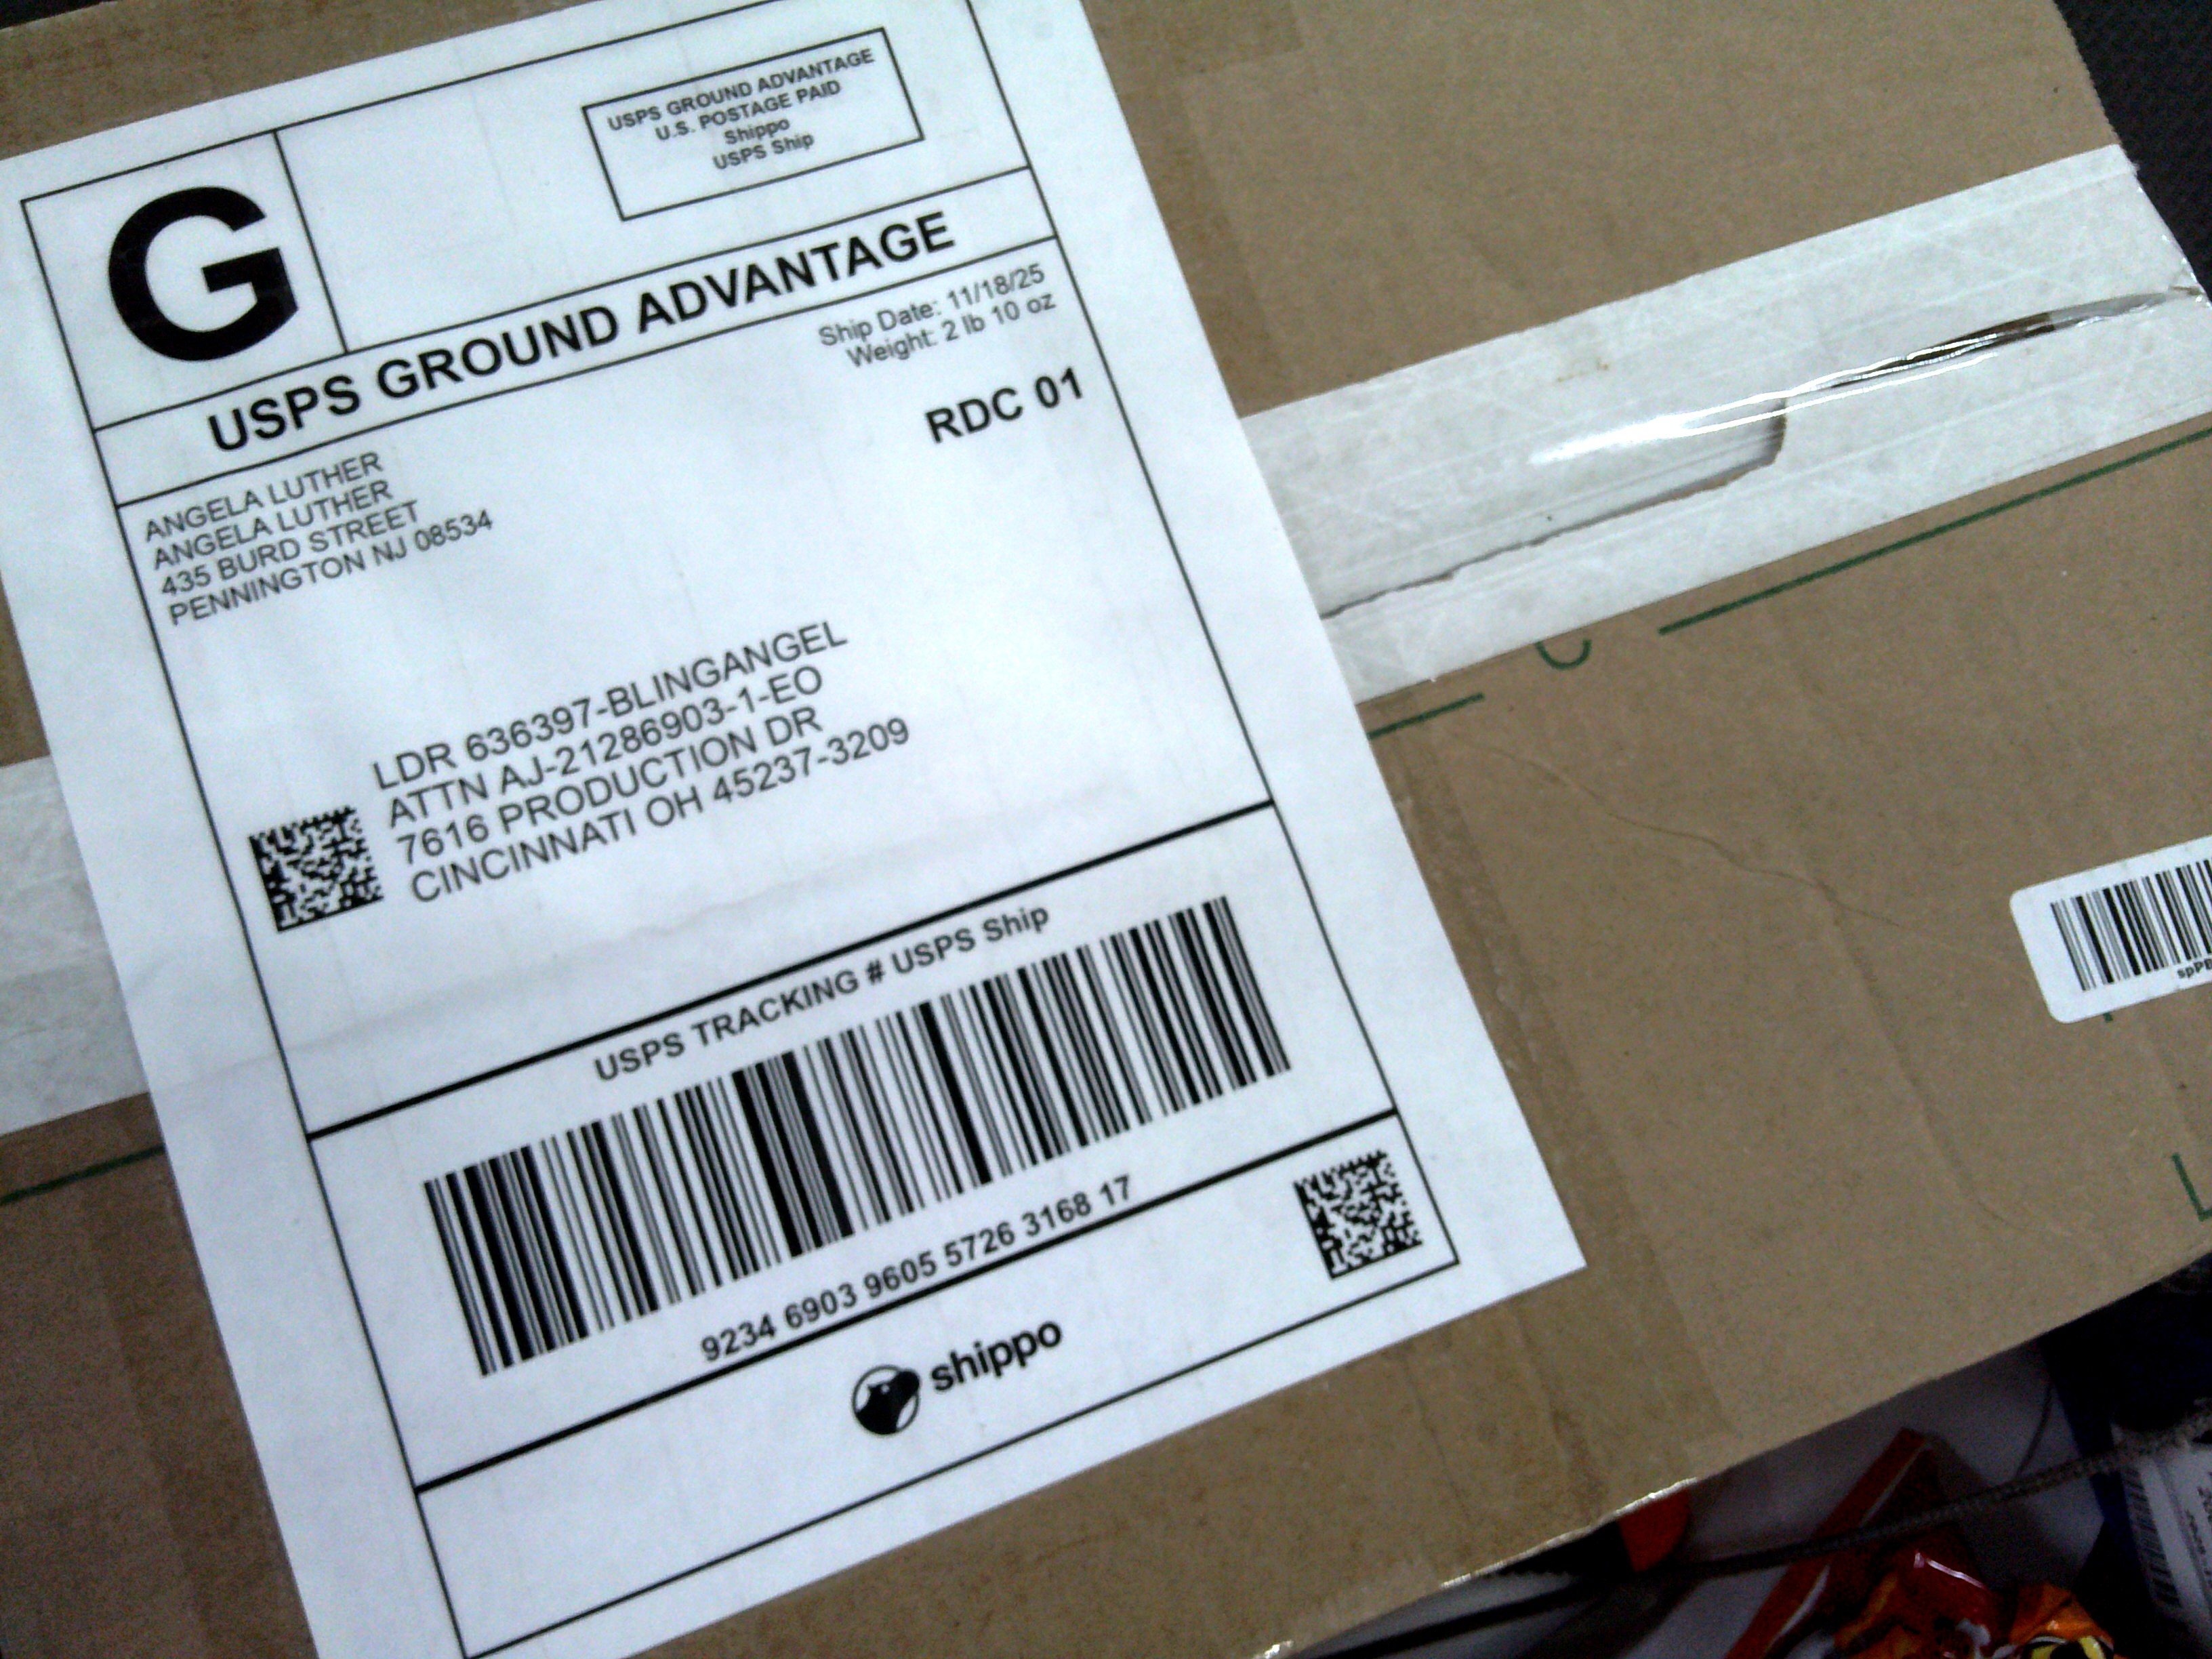 USPS GROUND ADVANTAGE
U.S. POSTAGE PAID
Shippo
USPS Ship
G
USPS GROUND ADVANTAGE
Ship Date: 11/18/25
Weight: 2 lb 10 oz
RDC 01
ANGELA LUTHER
ANGELA LUTHER
435 BURD STREET
PENNINGTON NJ 08534
LDR 636397-BLINGANGEL
ATTN AJ-21286903-1-EO
7616 PRODUCTION DR
CINCINNATI OH 45237-3209
USPS TRACKING # USPS Ship
9234 6903 9605 5726 3168 17
shippo